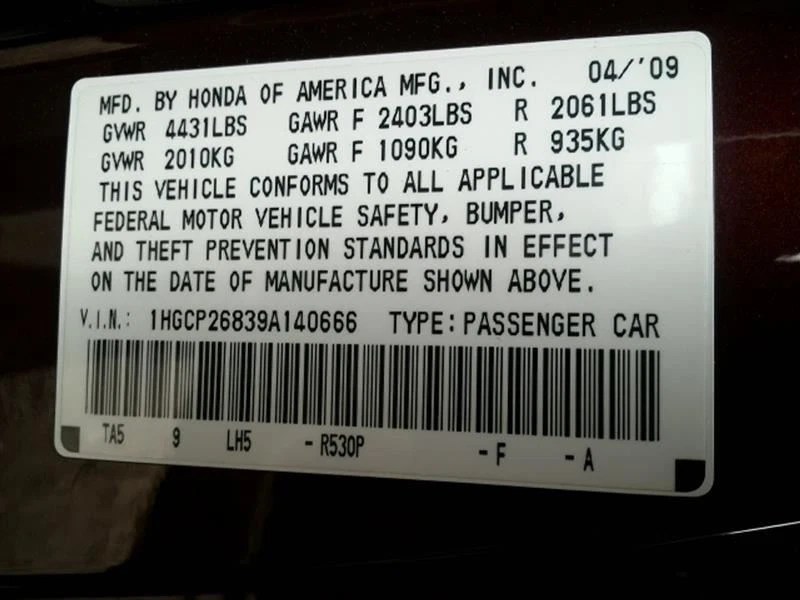 MFD. BY HONDA OF AMERICA MFG., INC. 04/'09
GVWR 4431LBS GAWR F 2403LBS R 2061LBS
GVWR 2010KG GAWR F 1090KG R 935KG
THIS VEHICLE CONFORMS TO ALL APPLICABLE
FEDERAL MOTOR VEHICLE SAFETY, BUMPER,
AND THEFT PREVENTION STANDARDS IN EFFECT
ON THE DATE OF MANUFACTURE SHOWN ABOVE.
V.I.N.: 1HGCP26839A140666 TYPE: PASSENGER CAR
TA5 9 LH5 - R530P - F - A